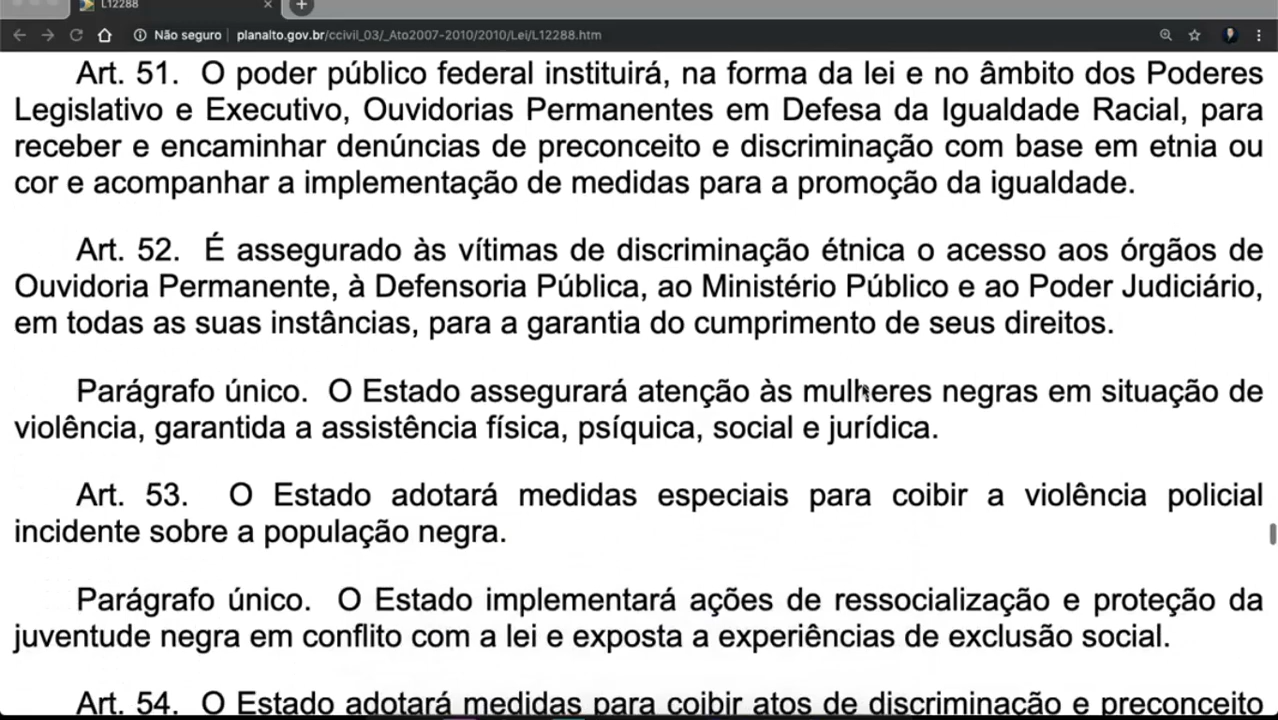 L12288
Não seguro planalto.gov.br/ccivil_03/_Ato2007-2010/2010/Lei/L12288.htm
Art. 51. O poder público federal instituirá, na forma da lei e no âmbito dos Poderes
Legislativo e Executivo, Ouvidorias Permanentes em Defesa da Igualdade Racial, para
receber e encaminhar denúncias de preconceito e discriminação com base em etnia ou
cor e acompanhar a implementação de medidas para a promoção da igualdade.
Art. 52. É assegurado às vítimas de discriminação étnica o acesso aos órgãos de
Ouvidoria Permanente, à Defensoria Pública, ao Ministério Público e ao Poder Judiciário,
em todas as suas instâncias, para a garantia do cumprimento de seus direitos.
Parágrafo único. O Estado assegurará atenção às mulheres negras em situação de
violência, garantida a assistência física, psíquica, social e jurídica.
Art. 53. O Estado adotará medidas especiais para coibir a violência policial
incidente sobre a população negra.
Parágrafo único. O Estado implementará ações de ressocialização e proteção da
juventude negra em conflito com a lei e exposta a experiências de exclusão social.
Art. 54. O Estado adotará medidas para coibir atos de discriminação e preconceito